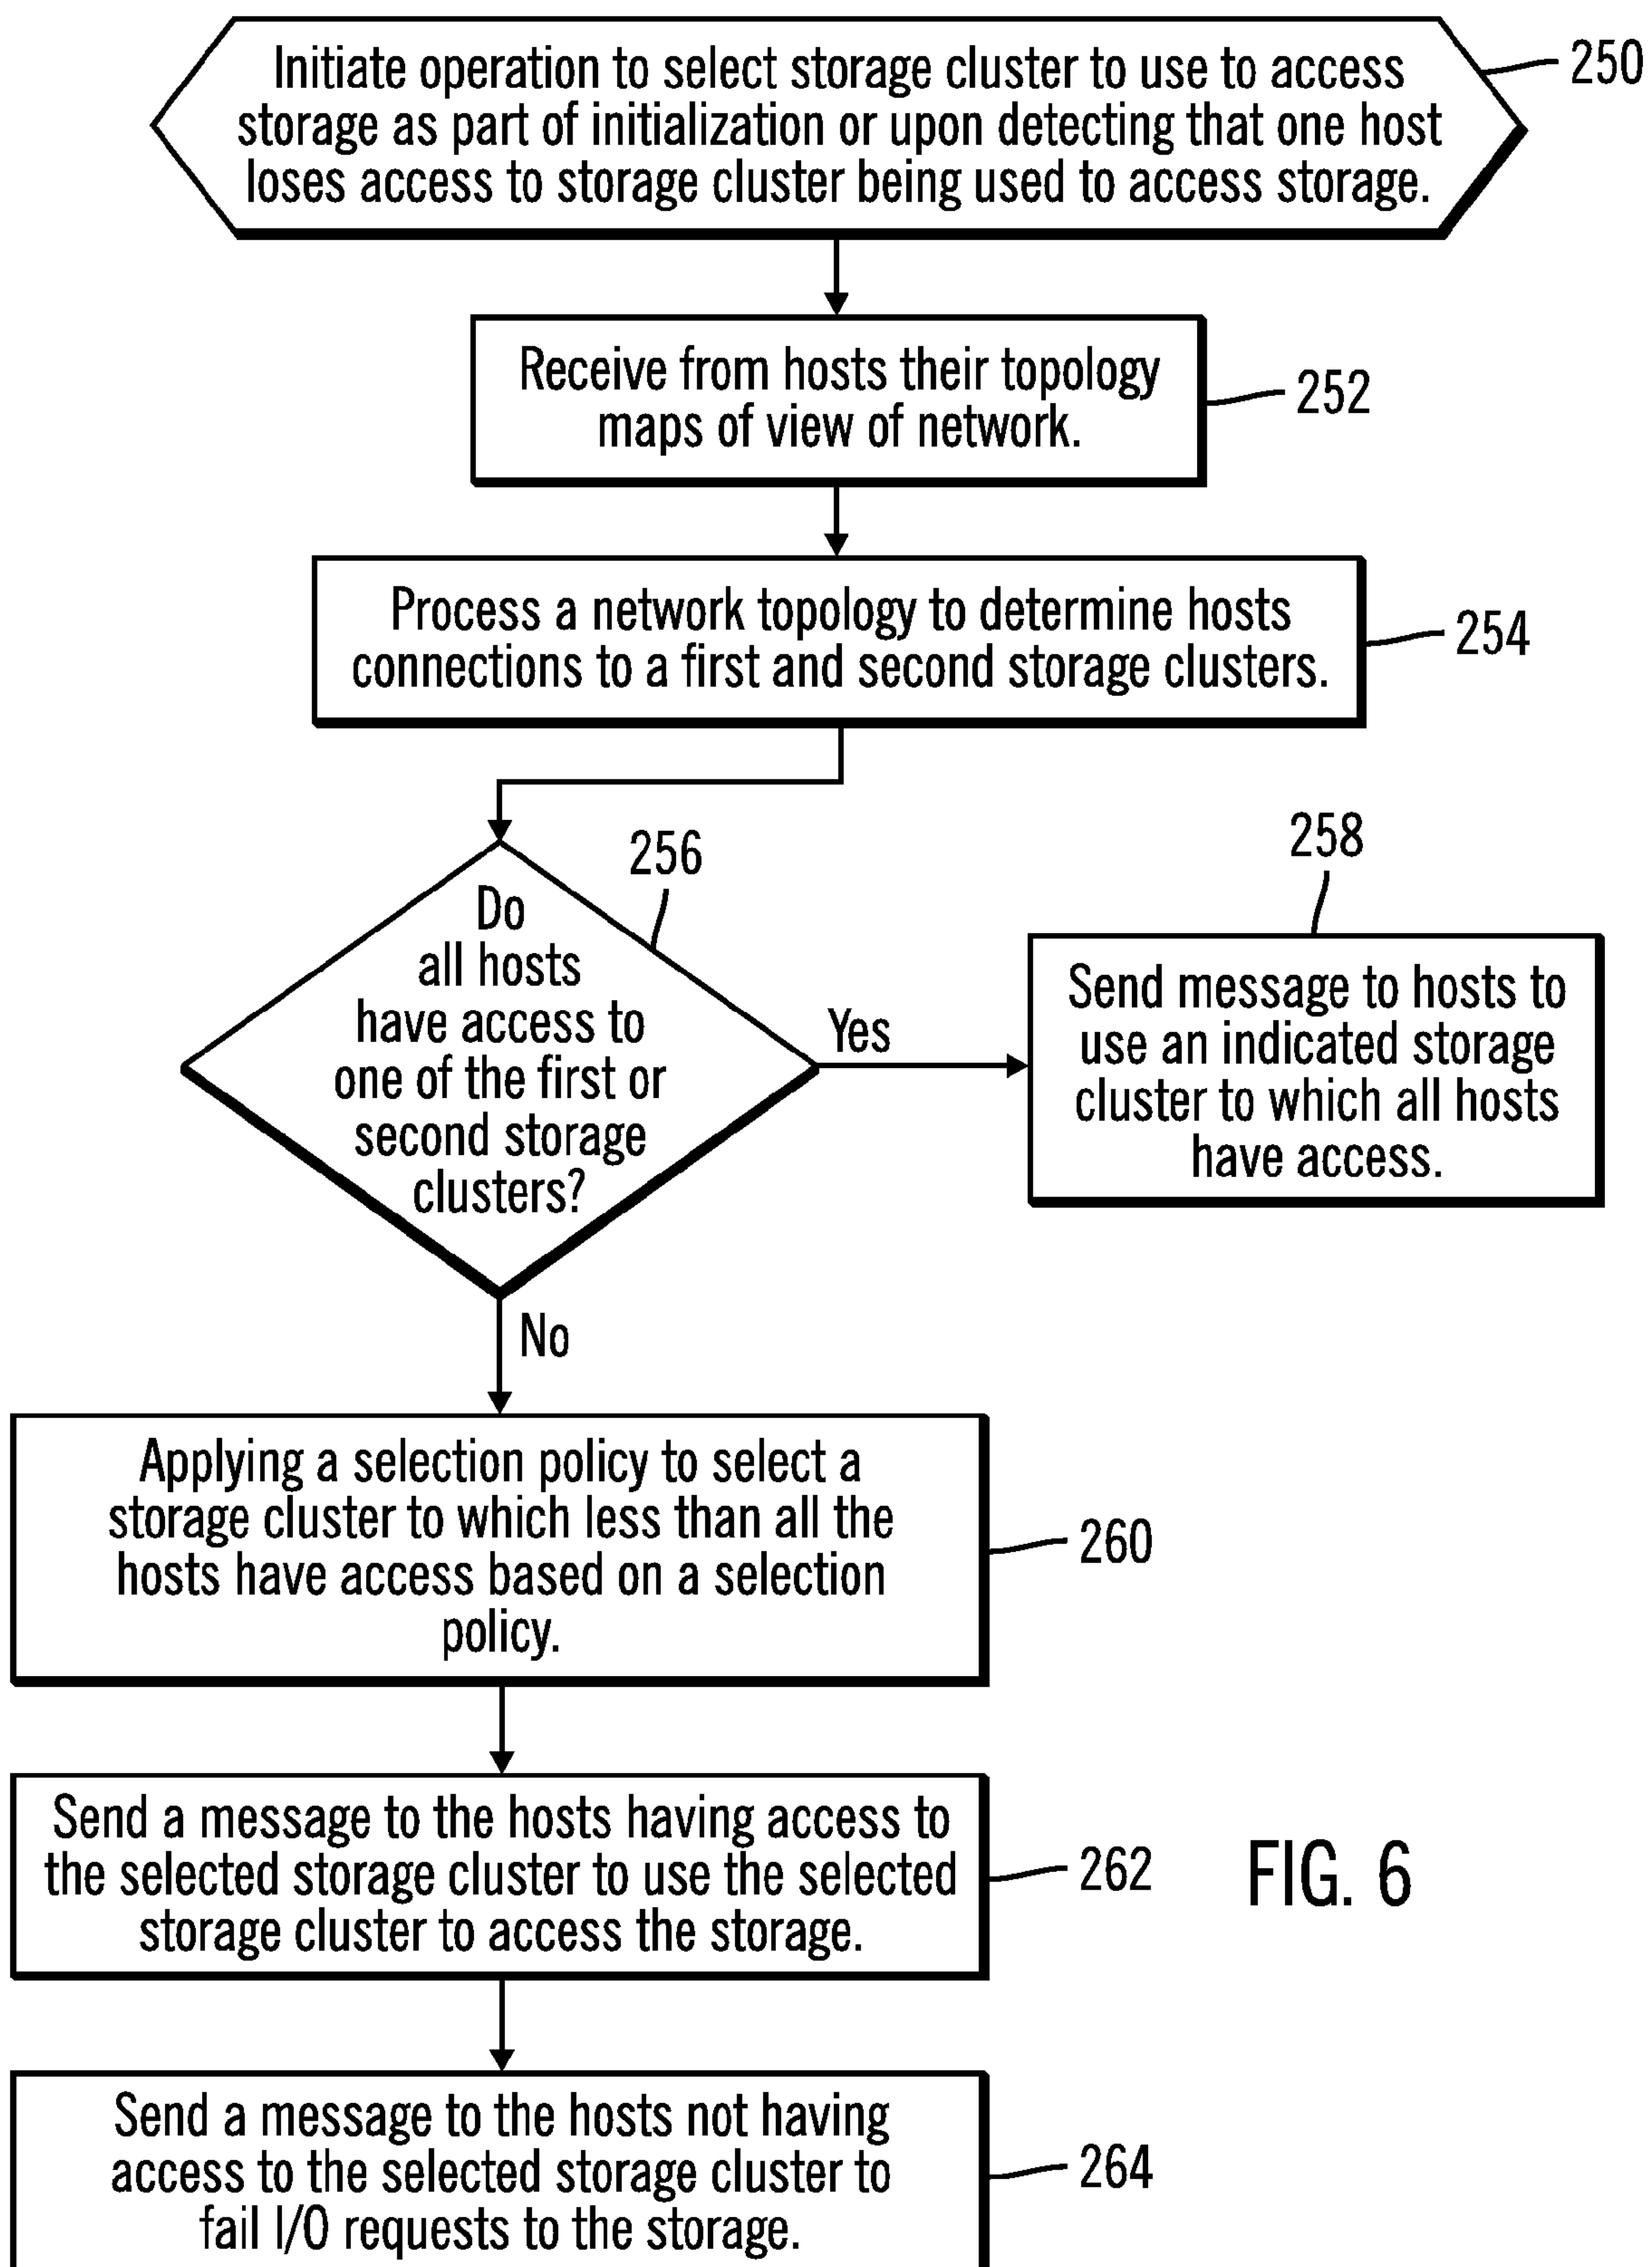 Initiate operation to select storage cluster to use to access
storage as part of initialization or upon detecting that one host
loses access to storage cluster being used to access storage.
250
Receive from hosts their topology
maps of view of network.
252
Process a network topology to determine hosts
connections to a first and second storage clusters.
254
256
Do
all hosts
have access to
one of the first or
second storage
clusters?
Yes
258
Send message to hosts to
use an indicated storage
cluster to which all hosts
have access.
No
Applying a selection policy to select a
storage cluster to which less than all the
hosts have access based on a selection
policy.
260
Send a message to the hosts having access to
the selected storage cluster to use the selected
storage cluster to access the storage.
262
FIG. 6
Send a message to the hosts not having
access to the selected storage cluster to
fail I/O requests to the storage.
264